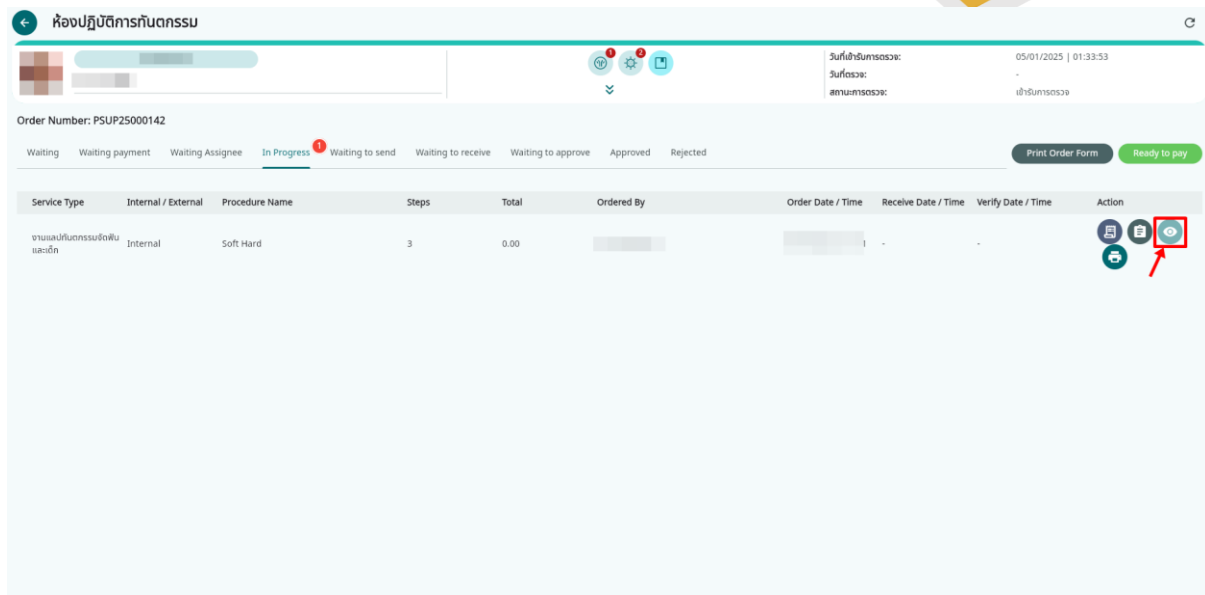 ห้องปฏิบัติการทันตกรรม
1 2
วันที่เข้ารับการตรวจ: 05/01/2025 | 01:33:53
วันที่ตรวจ: -
สถานะการตรวจ: เข้ารับการตรวจ
Order Number: PSUP25000142
Waiting Waiting payment Waiting Assignee In Progress 1 Waiting to send Waiting to receive Waiting to approve Approved Rejected Print Order Form Ready to pay
Service Type Internal / External Procedure Name Steps Total Ordered By Order Date / Time Receive Date / Time Verify Date / Time Action
งานแลปทันตกรรมจัดฟัน
และเด็ก Internal Soft Hard 3 0.00 - -